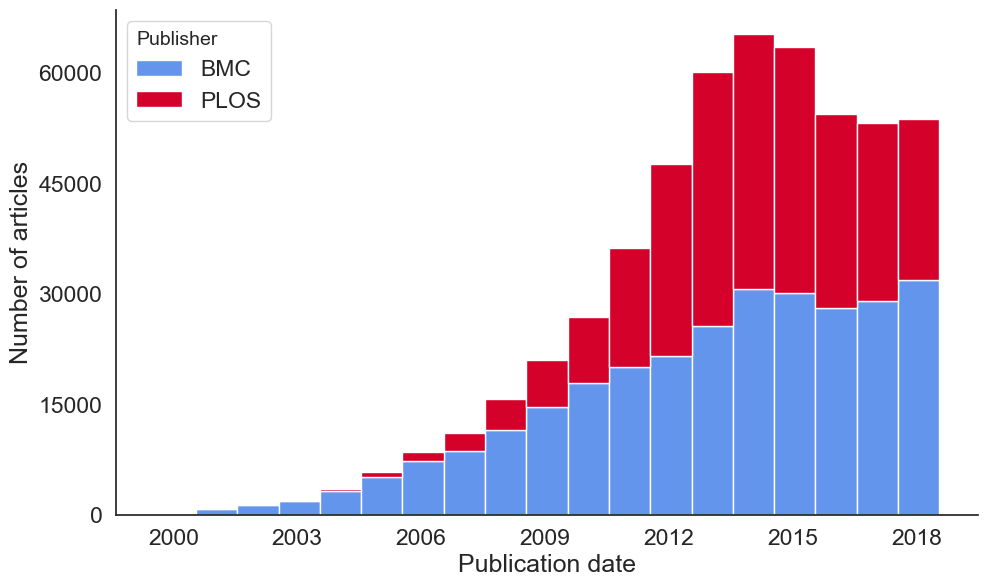 Publisher
BMC
PLOS
Number of articles
60000
45000
30000
15000
0
2000 2003 2006 2009 2012 2015 2018
Publication date